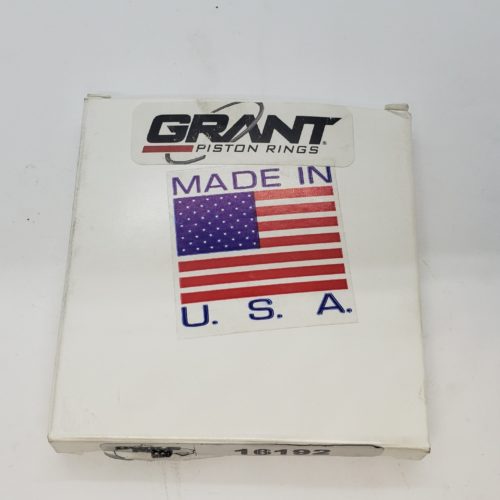 GRANT
PISTON RINGS
MADE IN
U. S. A.
16192